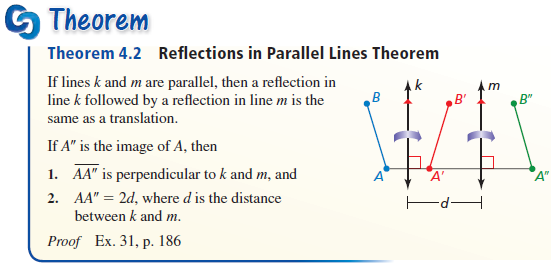 Theorem
Theorem 4.2 Reflections in Parallel Lines Theorem
If lines k and m are parallel, then a reflection in
line k followed by a reflection in line m is the
same as a translation.
If A″ is the image of A, then
1. AA″ is perpendicular to k and m, and
2. AA″ = 2d, where d is the distance
between k and m.
Proof Ex. 31, p. 186
k
m
B
B′
B″
A
A′
A″
d